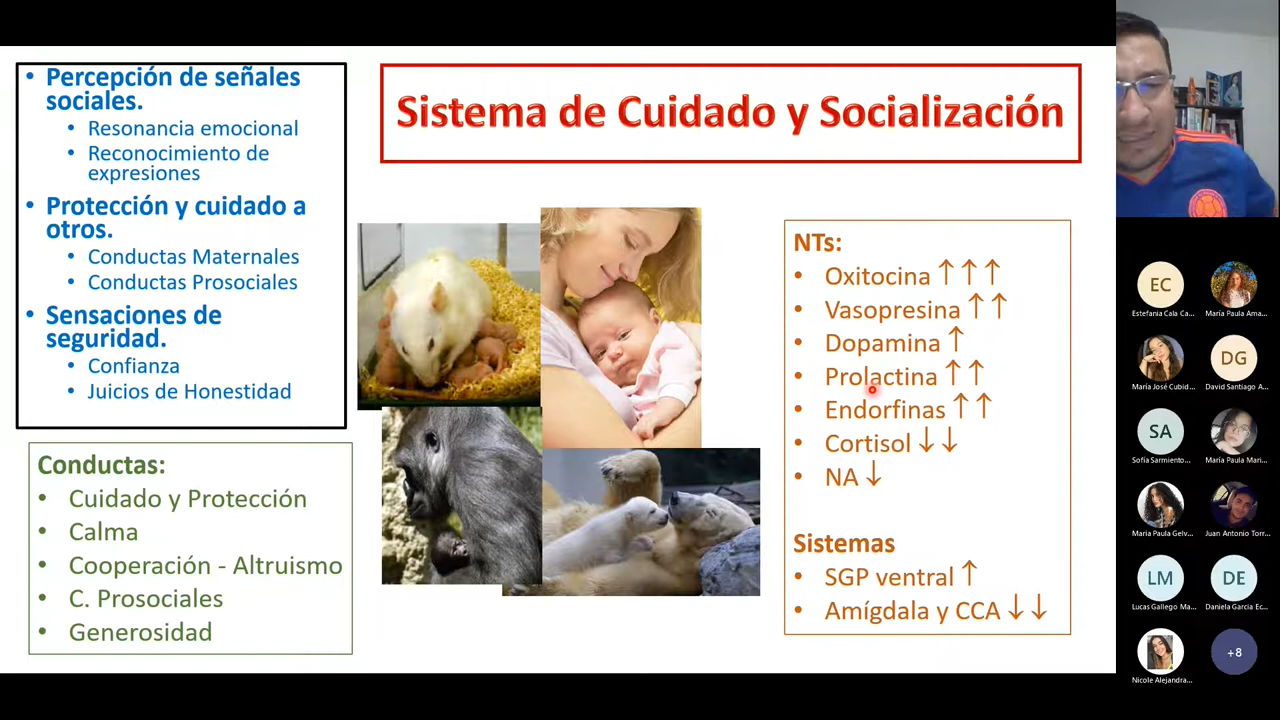 Percepción de señales
sociales.
Resonancia emocional
Reconocimiento de
expresiones
Protección y cuidado a
otros.
Conductas Maternales
Conductas Prosociales
Sensaciones de
seguridad.
Confianza
Juicios de Honestidad
Conductas:
Cuidado y Protección
Calma
Cooperación - Altruismo
C. Prosociales
Generosidad
Sistema de Cuidado y Socialización
NTs:
Oxitocina ↑↑↑
Vasopresina ↑↑
Dopamina ↑
Prolactina ↑↑
Endorfinas ↑↑
Cortisol ↓↓
NA ↓
Sistemas
SGP ventral ↑
Amígdala y CCA ↓↓
EC
Estefania Cala Ca...
María Paula Ama...
María José Cubid...
DG
David Santiago A...
SA
Sofía Sarmiento...
María Paula Mari...
Maria Paula Gelv...
Juan Antonio Torr...
LM
Lucas Gallego Ma...
DE
Daniela Garcia Ec...
Nicole Alejandra...
+8